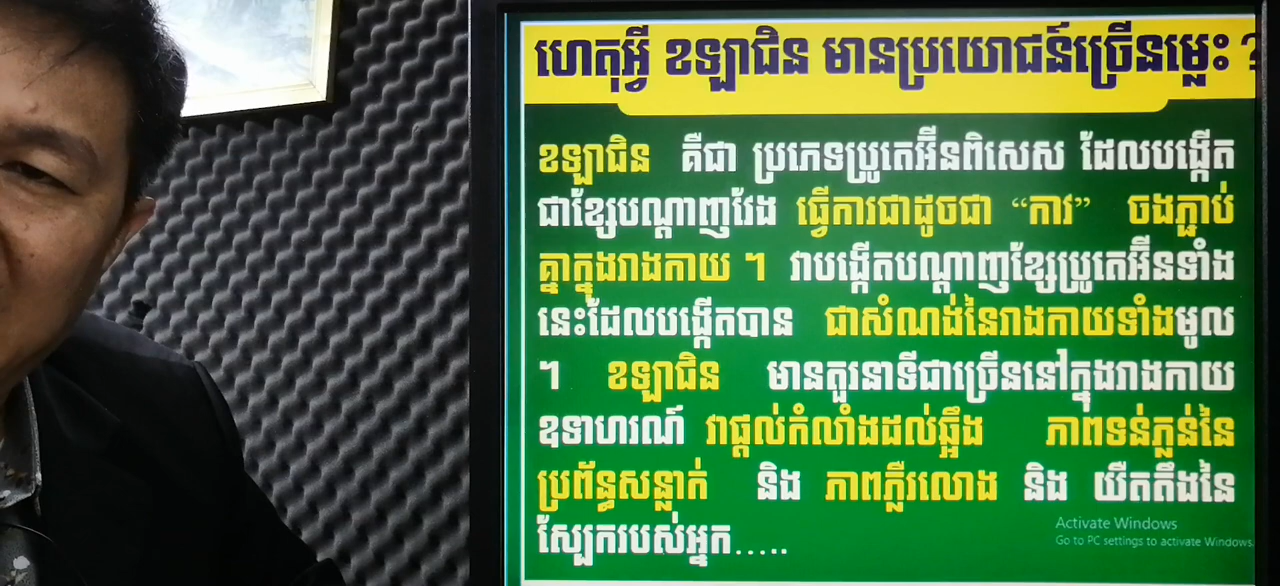 ហេតុអ្វី ខឡាជិន មានប្រយោជន៍ច្រើនម្លេះ ?
ខឡាជិន គឺជា ប្រភេទប្រូតេអ៊ីនពិសេស ដែលបង្កើត
ជាខ្សែបណ្តាញវែង ធ្វើការជាដូចជា “កាវ” ចងភ្ជាប់
គ្នាក្នុងរាងកាយ ។ វាបង្កើតបណ្តាញខ្សែប្រូតេអ៊ីនទាំង
នេះដែលបង្កើតបាន ជាសំណង់នៃរាងកាយទាំងមូល
។ ខឡាជិន មានតួរនាទីជាច្រើននៅក្នុងរាងកាយ
ឧទាហរណ៍ វាផ្តល់កំលាំងដល់ឆ្អឹង ភាពទន់ភ្លន់នៃ
ប្រព័ន្ធសន្លាក់ និង ភាពភ្លឺរលោង និង យឺតតឹងនៃ
ស្បែករបស់អ្នក.....
Activate Windows
Go to PC settings to activate Windows.